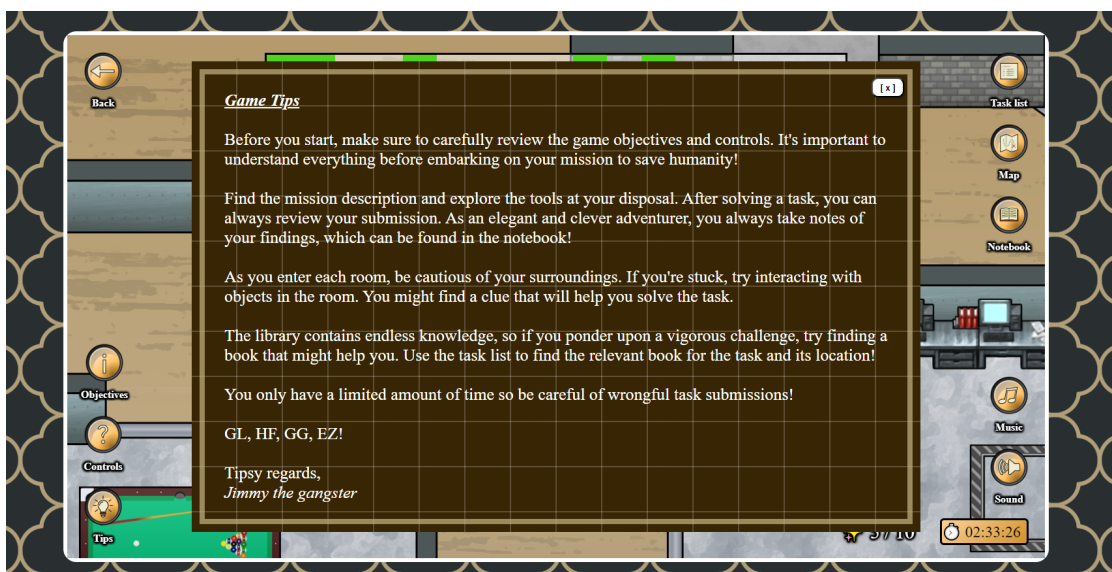 Back
Task list
Map
Notebook
[x]
Game Tips
Before you start, make sure to carefully review the game objectives and controls. It's important to
understand everything before embarking on your mission to save humanity!
Find the mission description and explore the tools at your disposal. After solving a task, you can
always review your submission. As an elegant and clever adventurer, you always take notes of
your findings, which can be found in the notebook!
As you enter each room, be cautious of your surroundings. If you're stuck, try interacting with
objects in the room. You might find a clue that will help you solve the task.
The library contains endless knowledge, so if you ponder upon a vigorous challenge, try finding a
book that might help you. Use the task list to find the relevant book for the task and its location!
You only have a limited amount of time so be careful of wrongful task submissions!
GL, HF, GG, EZ!
Tipsy regards,
Jimmy the gangster
Objectives
Controls
Tips
Music
Sound
02:33:26